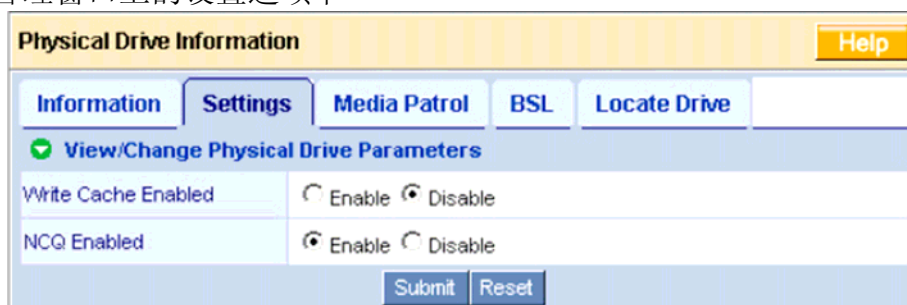 Physical Drive Information Help
Information Settings Media Patrol BSL Locate Drive
View/Change Physical Drive Parameters
Write Cache Enabled Enable Disable
NCQ Enabled Enable Disable
Submit Reset